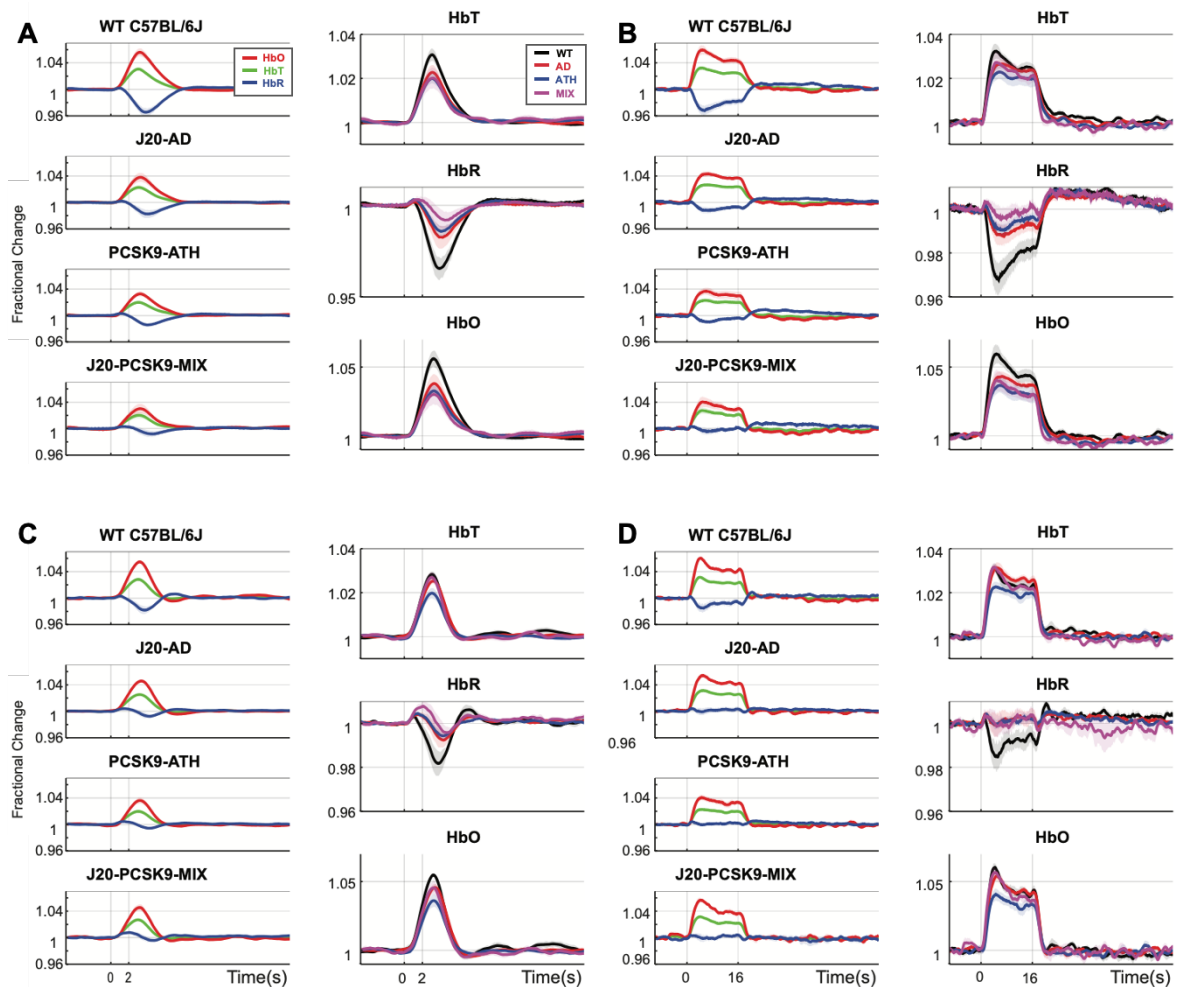 A
WT C57BL/6J
HbO
HbT
HbR
1.04
1
0.96
J20-AD
1.04
1
0.96
PCSK9-ATH
1.04
1
0.96
J20-PCSK9-MIX
1.04
1
0.96
Fractional Change
HbT
WT
AD
ATH
MIX
1.04
1.02
1
HbR
1
0.95
HbO
1.05
1
B
WT C57BL/6J
1.04
1
0.96
J20-AD
1.04
1
0.96
PCSK9-ATH
1.04
1
0.96
J20-PCSK9-MIX
1.04
1
0.96
HbT
1.04
1.02
1
HbR
1
0.98
0.96
HbO
1.05
1
C
WT C57BL/6J
1.04
1
0.96
J20-AD
1.04
1
0.96
PCSK9-ATH
1.04
1
0.96
J20-PCSK9-MIX
1.04
1
0.96
0 2 Time(s)
Fractional Change
HbT
1.04
1.02
1
HbR
1
0.98
0.96
HbO
1.05
1
0 2 Time(s)
D
WT C57BL/6J
1.04
1
0.96
J20-AD
1.04
1
0.96
PCSK9-ATH
1.04
1
0.96
J20-PCSK9-MIX
1.04
1
0.96
0 16 Time(s)
HbT
1.04
1.02
1
HbR
1
0.98
0.96
HbO
1.05
1
0 16 Time(s)